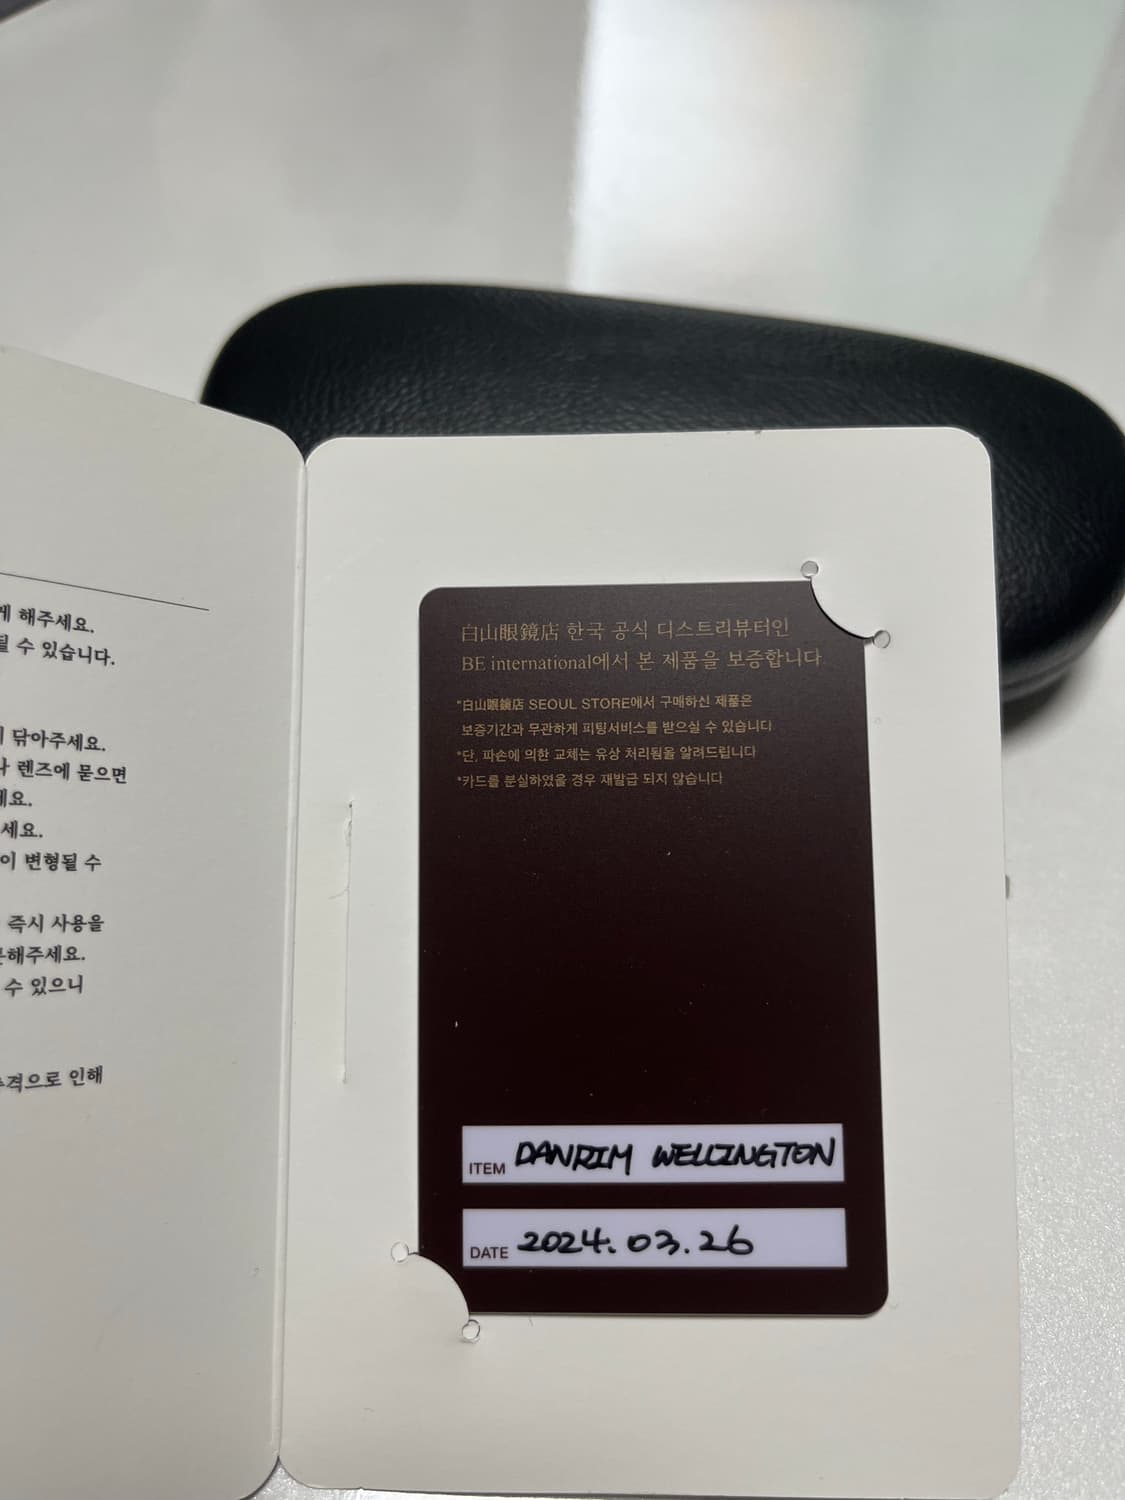 게 해주세요.
될 수 있습니다.
닦아주세요.
나 렌즈에 묻으면
세요.
이 변형될 수
즉시 사용을
해주세요.
수 있으니
충격으로 인해
白山眼鏡店 한국 공식 디스트리뷰터인
BE international에서 본 제품을 보증합니다
*白山眼鏡店 SEOUL STORE에서 구매하신 제품은
보증기간과 무관하게 피팅서비스를 받으실 수 있습니다
*단, 파손에 의한 교체는 유상 처리됨을 알려드립니다
*카드를 분실하였을 경우 재발급 되지 않습니다
ITEM DANRIM WELLINGTON
DATE 2024.03.26